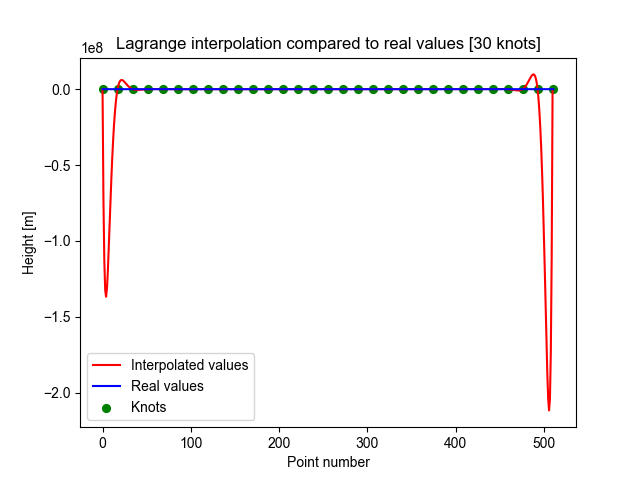 Lagrange interpolation compared to real values [30 knots]
1e8
0.0
−0.5
−1.0
−1.5
−2.0
Height [m]
Interpolated values
Real values
Knots
0
100
200
300
400
500
Point number